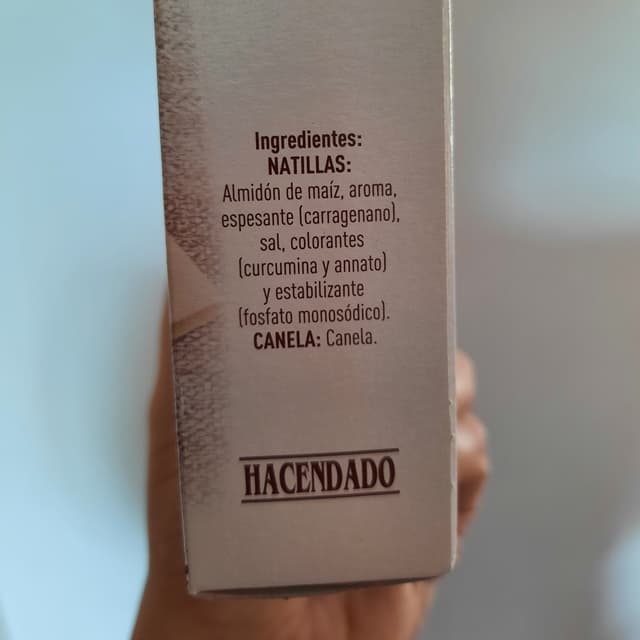 Ingredientes:
NATILLAS:
Almidón de maíz, aroma,
espesante (carragenano),
sal, colorantes
(curcumina y annato)
y estabilizante
(fosfato monosódico).
CANELA: Canela.
HACENDADO